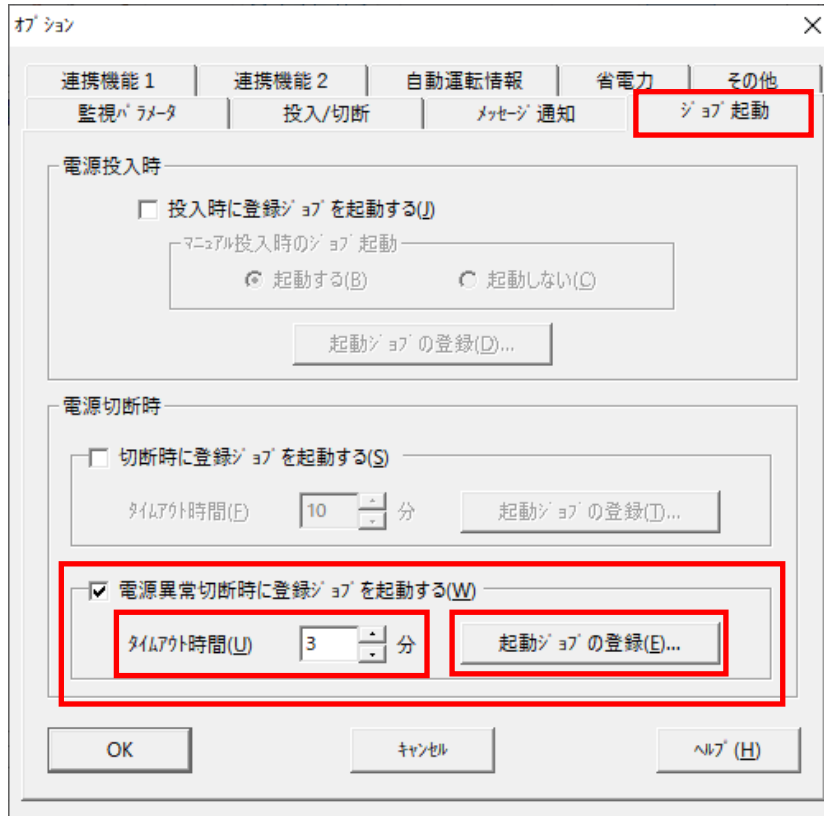 ｵﾌﾟｼｮﾝ
連携機能１ 連携機能２ 自動運転情報 省電力 その他
監視ﾊﾟﾗﾒｰﾀ 投入/切断 ﾒｯｾｰｼﾞ通知 ｼﾞｮﾌﾞ起動
電源投入時
投入時に登録ｼﾞｮﾌﾞを起動する(J)
ﾏﾆｭｱﾙ投入時のｼﾞｮﾌﾞ起動
起動する(B) 起動しない(C)
起動ｼﾞｮﾌﾞの登録(D)...
電源切断時
切断時に登録ｼﾞｮﾌﾞを起動する(S)
ﾀｲﾑｱｳﾄ時間(F) 10 分 起動ｼﾞｮﾌﾞの登録(T)...
電源異常切断時に登録ｼﾞｮﾌﾞを起動する(W)
ﾀｲﾑｱｳﾄ時間(U) 3 分 起動ｼﾞｮﾌﾞの登録(E)...
OK ｷｬﾝｾﾙ ﾍﾙﾌﾟ(H)